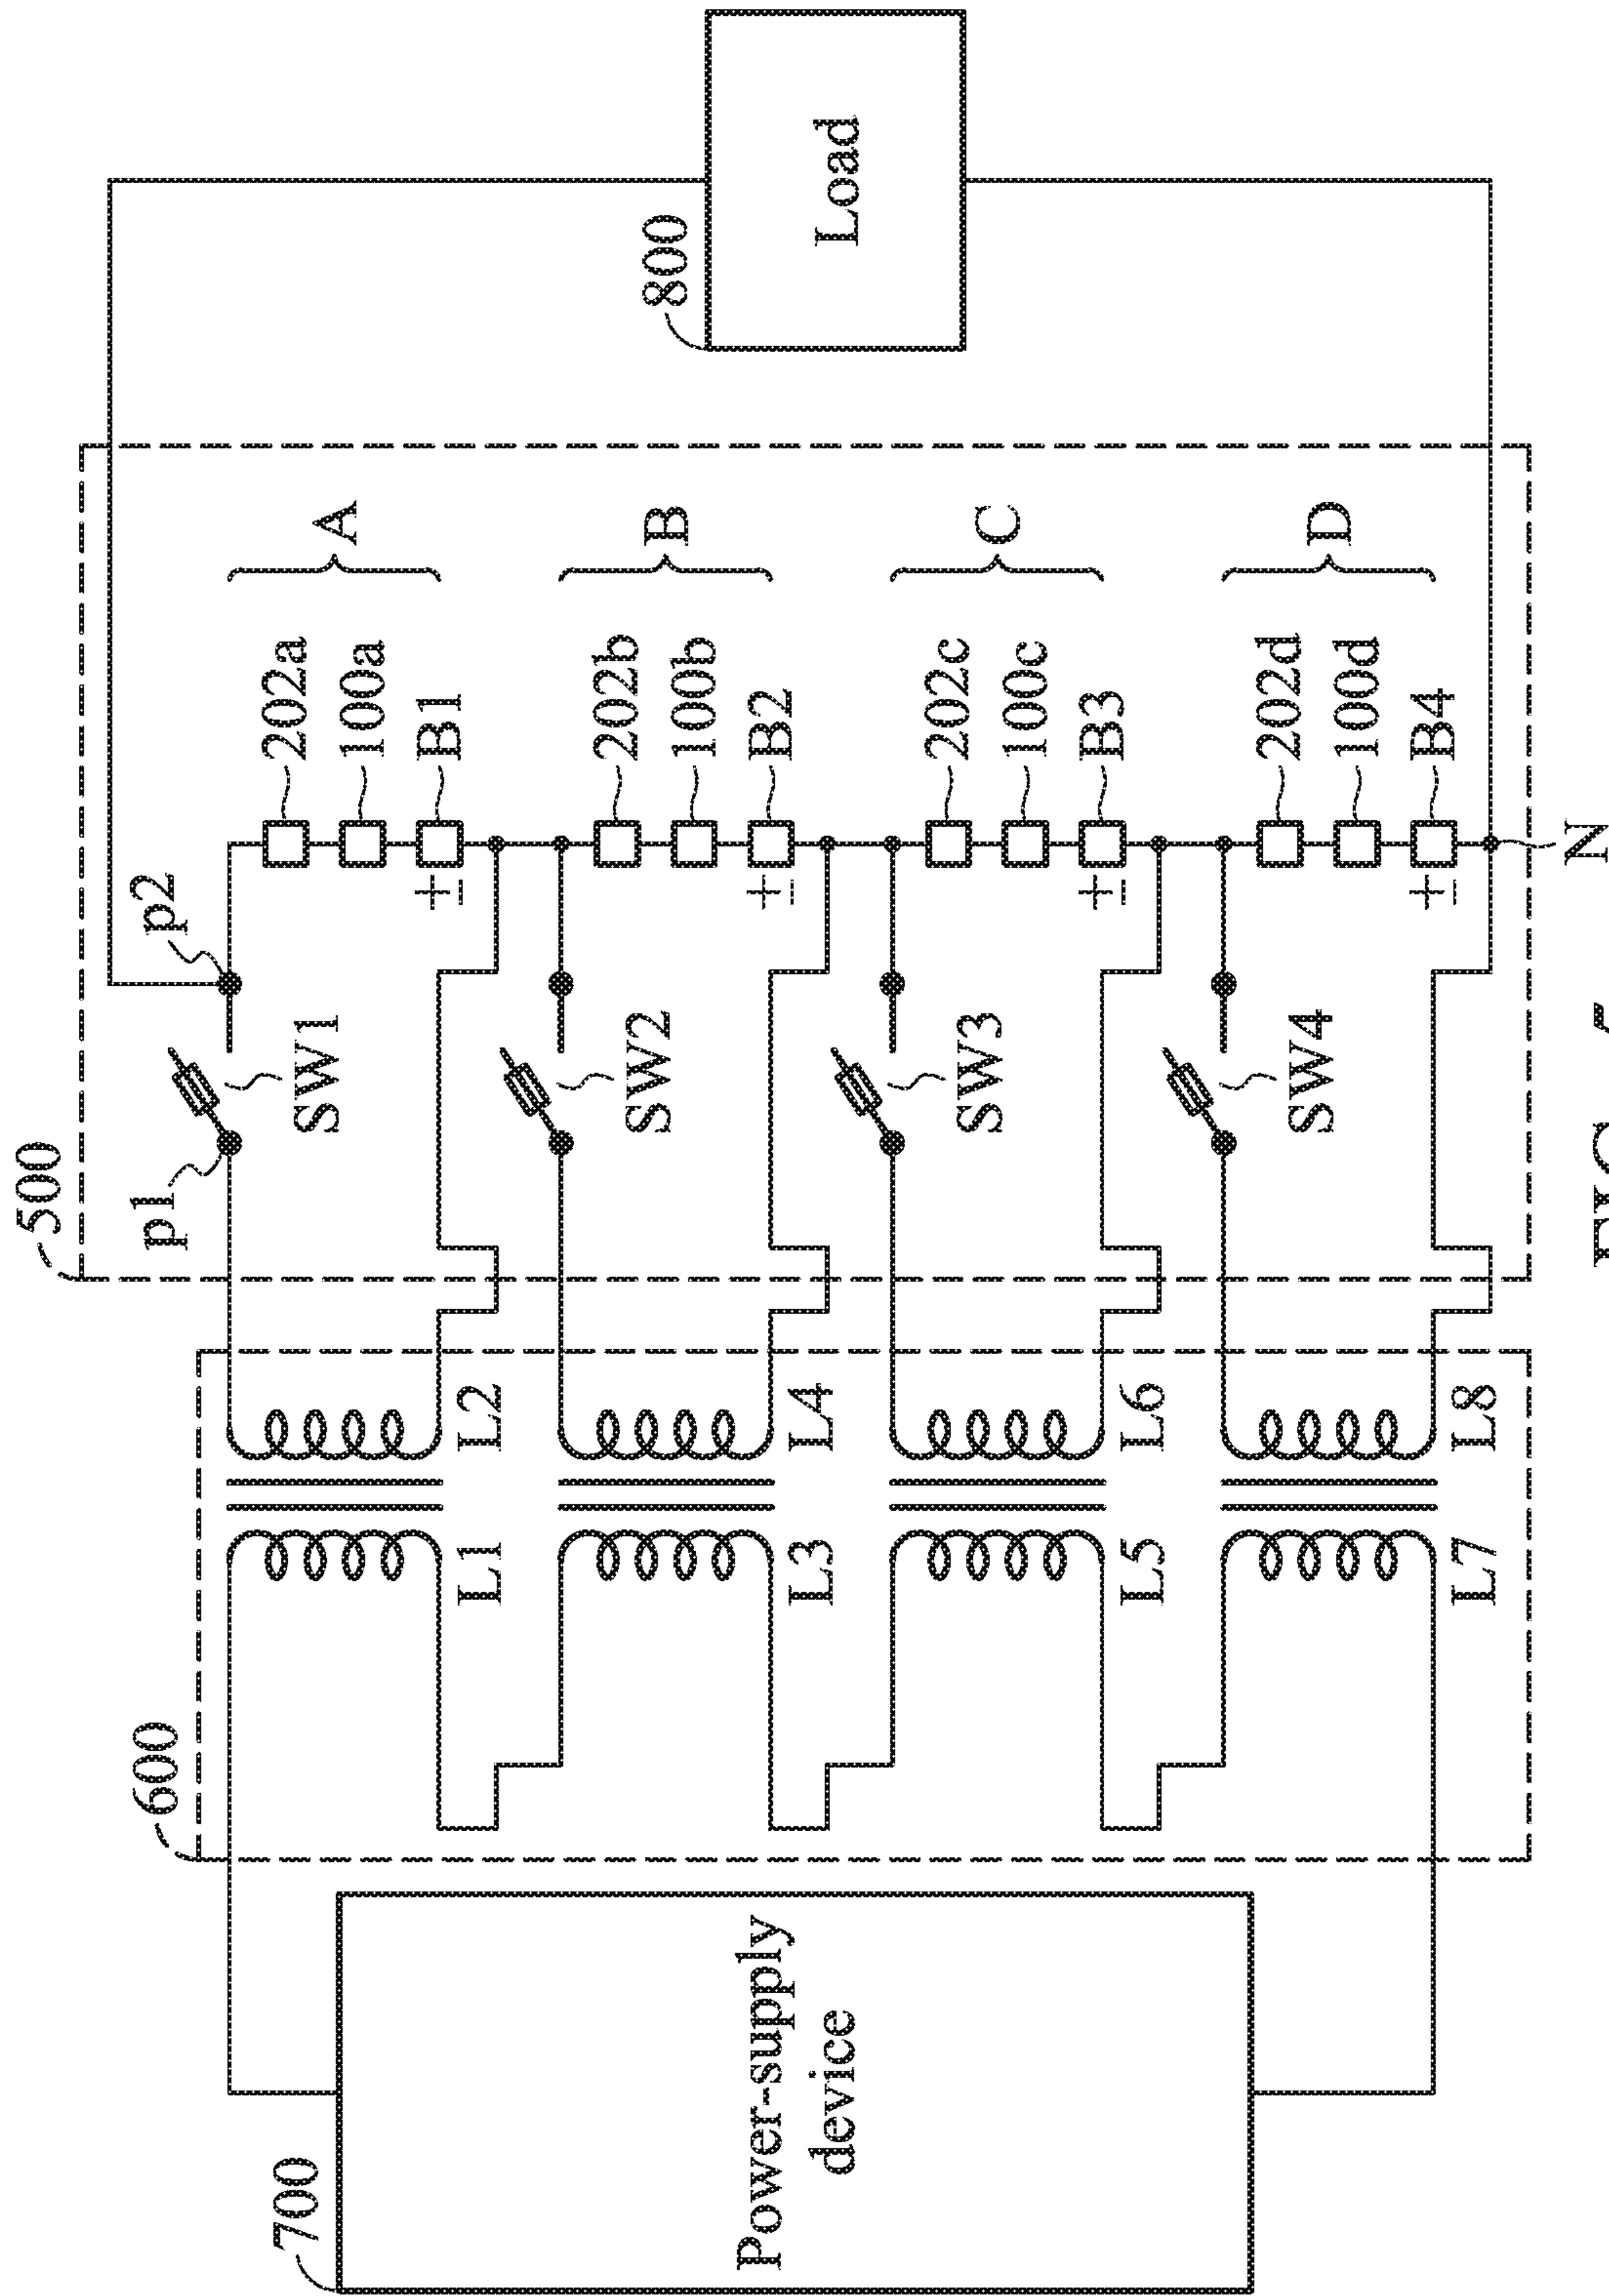 700
Power-supply
device
600
L1
L2
L3
L4
L5
L6
L7
L8
500
p1
p2
SW1
SW2
SW3
SW4
202a
100a
B1
+
−
A
202b
100b
B2
+
−
B
202c
100c
B3
+
−
C
202d
100d
B4
+
−
D
N
800
Load